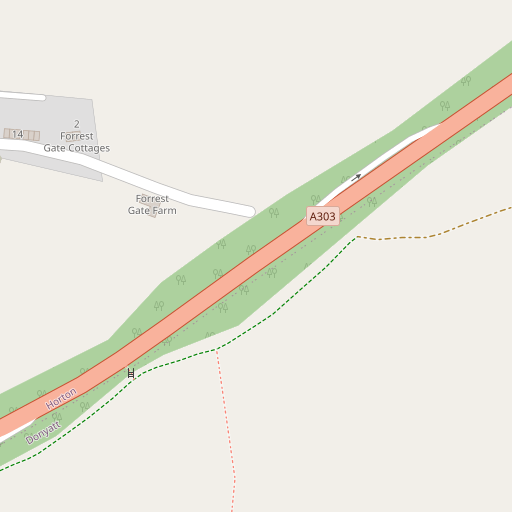 2
Forrest
Gate Cottages
14
Forrest
Gate Farm
A303
Horton
Donyatt